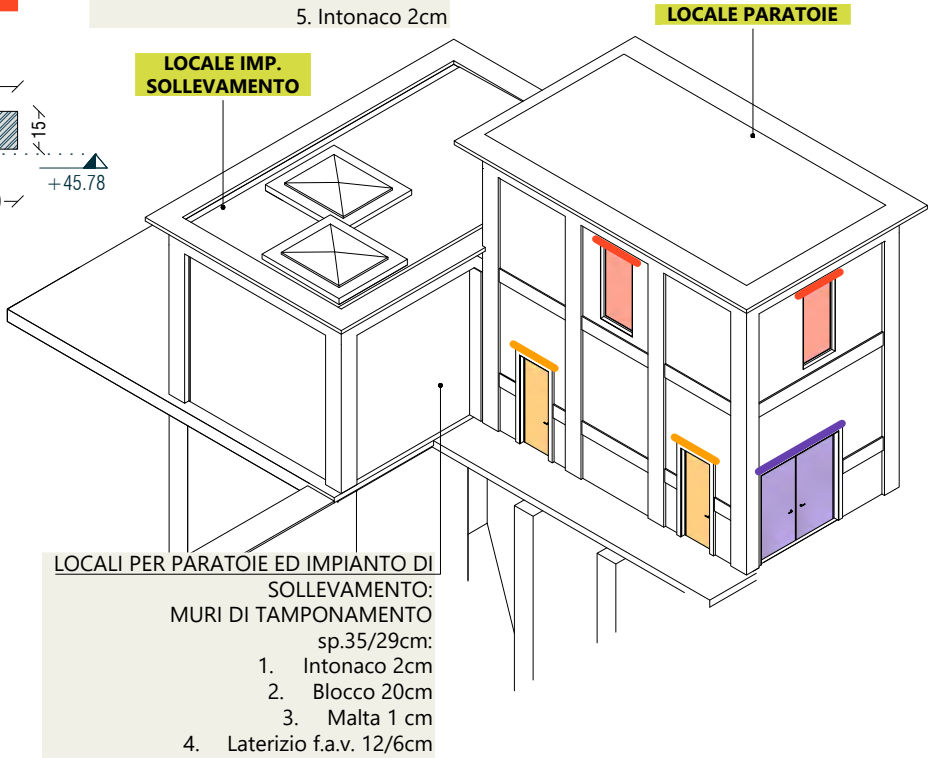 5. Intonaco 2cm
LOCALE PARATOIE
LOCALE IMP.
SOLLEVAMENTO
15
+45.78
LOCALI PER PARATOIE ED IMPIANTO DI
SOLLEVAMENTO:
MURI DI TAMPONAMENTO
sp.35/29cm:
1. Intonaco 2cm
2. Blocco 20cm
3. Malta 1 cm
4. Laterizio f.a.v. 12/6cm